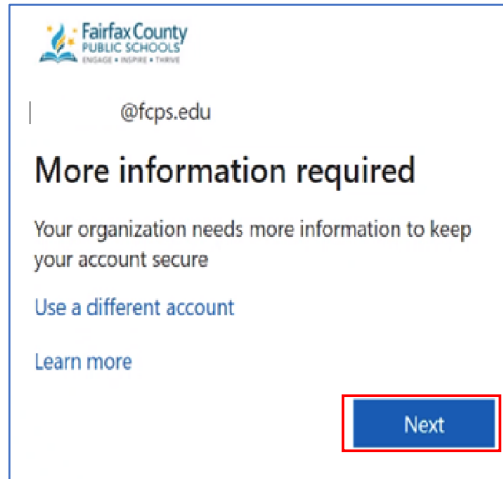 Fairfax County
PUBLIC SCHOOLS
ENGAGE • INSPIRE • THRIVE
@fcps.edu
More information required
Your organization needs more information to keep
your account secure
Use a different account
Learn more
Next